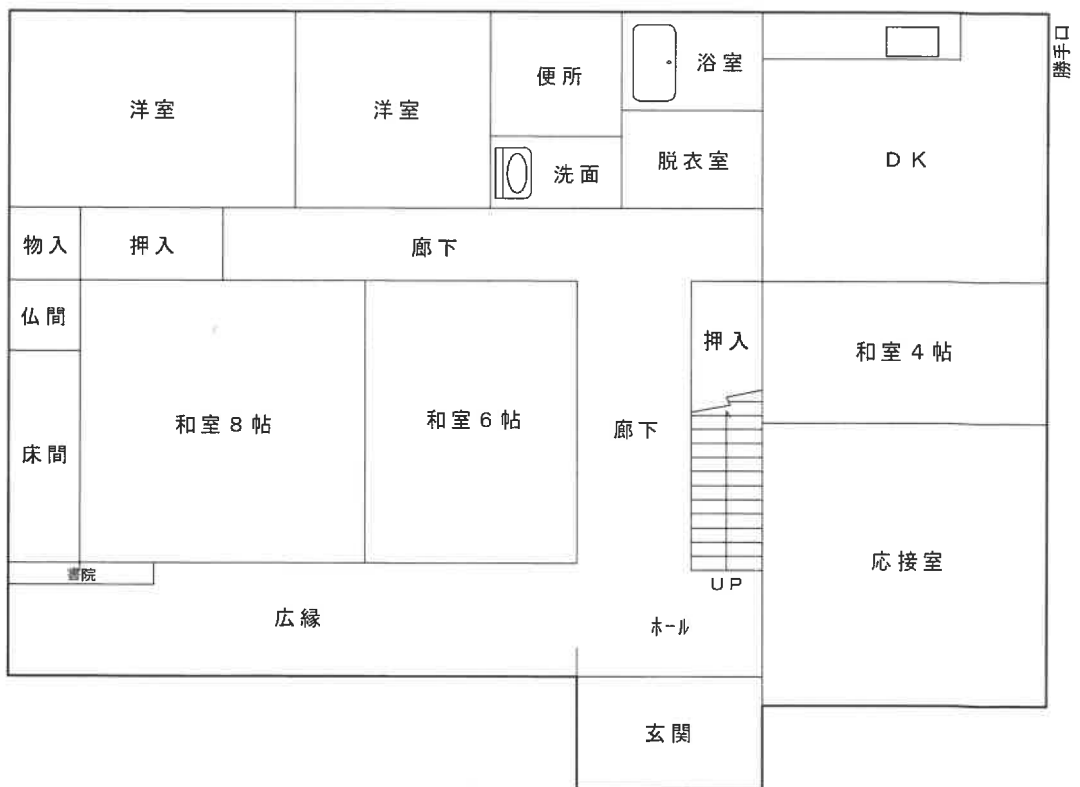 勝手口
洋室
洋室
便所
浴室
洗面
脱衣室
DK
物入
押入
廊下
仏間
床間
和室8帖
和室6帖
廊下
押入
和室4帖
応接室
書院
広縁
ホール
UP
玄関